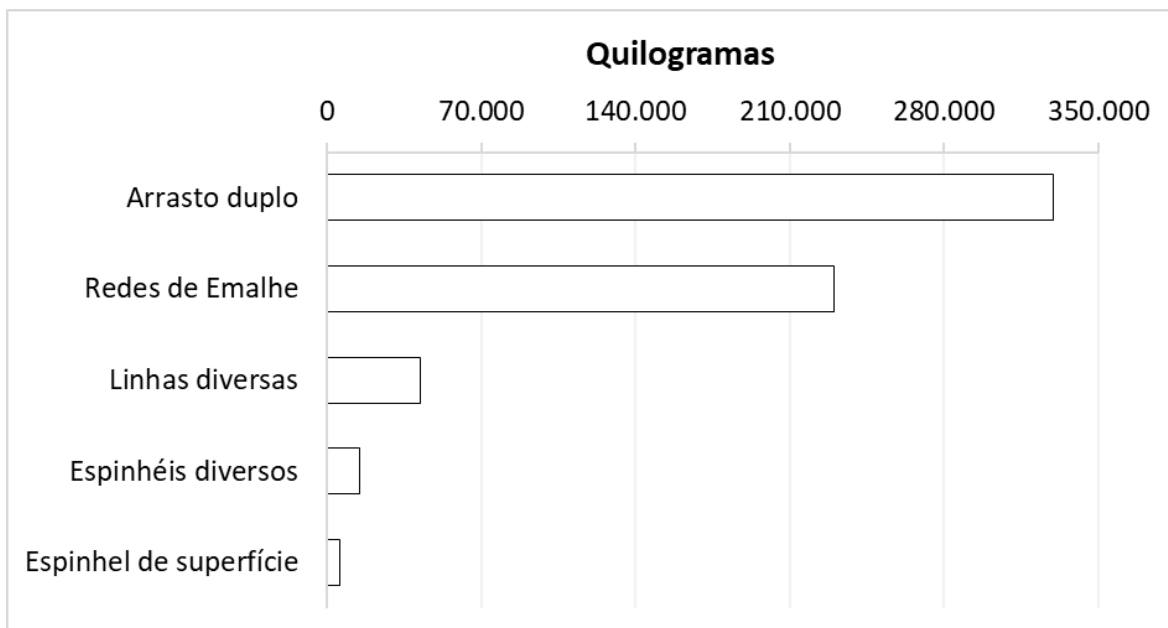 Quilogramas
0 70.000 140.000 210.000 280.000 350.000
Arrasto duplo
Redes de Emalhe
Linhas diversas
Espinhéis diversos
Espinhel de superfície